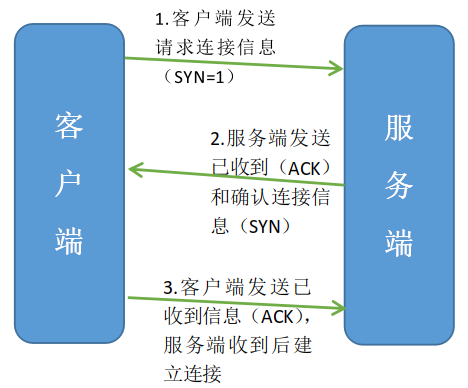 1.客户端发送
请求连接信息
（SYN=1）
客户端
服务端
2.服务端发送
已收到（ACK）
和确认连接信
息（SYN）
3.客户端发送已
收到信息（ACK），
服务端收到后建
立连接